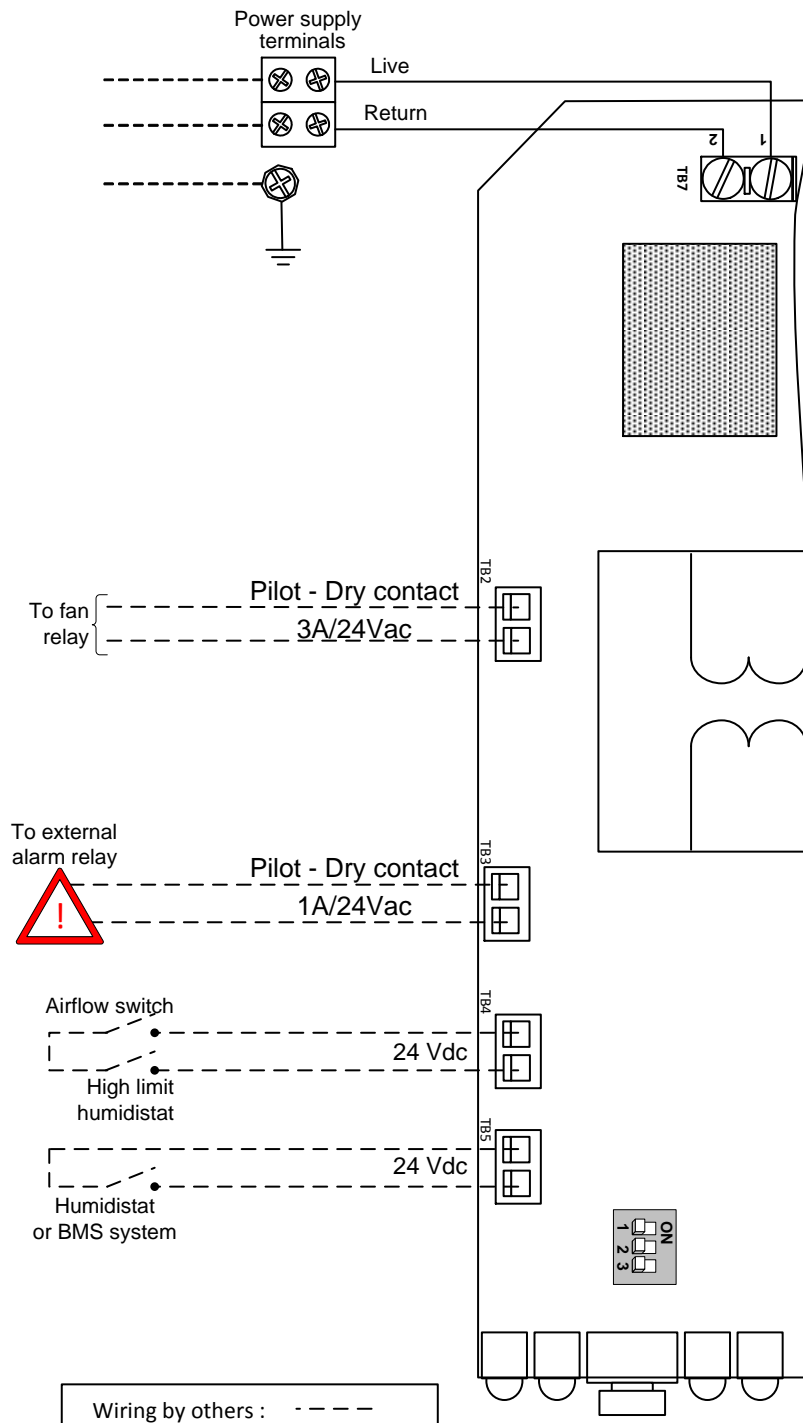 Power supply
terminals
Live
Return
2
1
TB7
TB2
Pilot - Dry contact
To fan
relay
3A/24Vac
To external
alarm relay
TB3
Pilot - Dry contact
1A/24Vac
!
TB4
Airflow switch
24 Vdc
High limit
humidistat
TB5
24 Vdc
Humidistat
or BMS system
ON
1
2
3
Wiring by others :